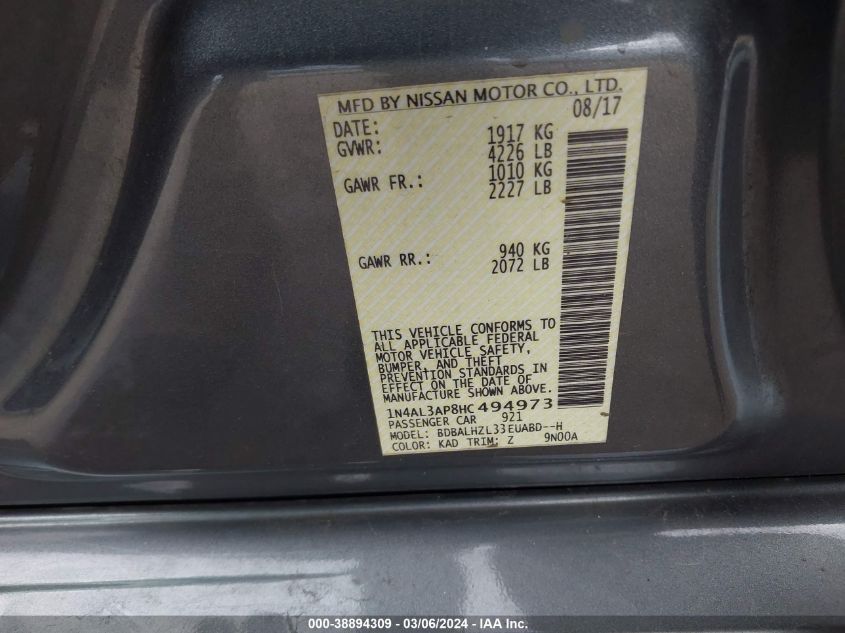 MFD BY NISSAN MOTOR CO., LTD.
DATE: 08/17
GVWR: 1917 KG
4226 LB
GAWR FR.: 1010 KG
2227 LB
GAWR RR.: 940 KG
2072 LB
THIS VEHICLE CONFORMS TO
ALL APPLICABLE FEDERAL
MOTOR VEHICLE SAFETY,
BUMPER, AND THEFT
PREVENTION STANDARDS IN
EFFECT ON THE DATE OF
MANUFACTURE SHOWN ABOVE.
1N4AL3AP8HC494973
PASSENGER CAR 921
MODEL: BDBALHZL33EUABD--H
COLOR: KAD TRIM: Z 9N00A
000-38894309 - 03/06/2024 - IAA Inc.